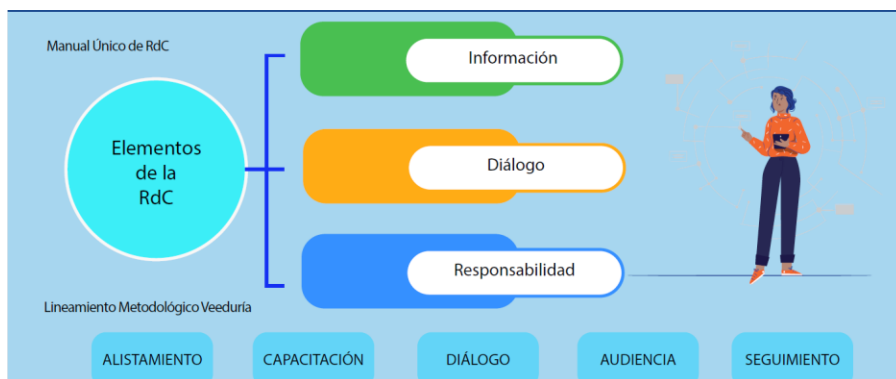 Manual Único de RdC
Elementos
de la
RdC
Información
Diálogo
Responsabilidad
Lineamiento Metodológico Veeduría
ALISTAMIENTO
CAPACITACIÓN
DIÁLOGO
AUDIENCIA
SEGUIMIENTO